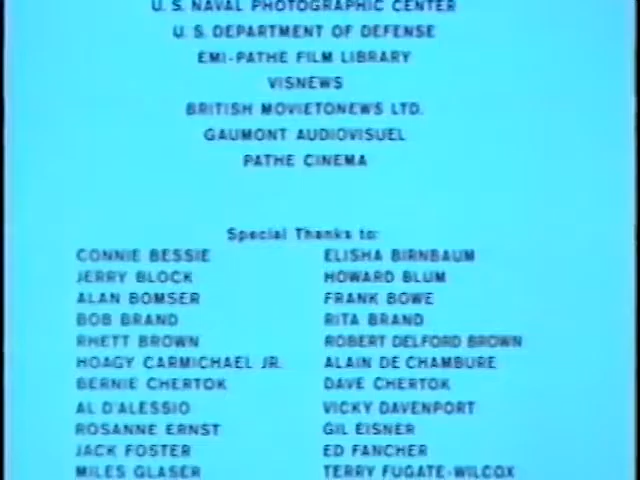 U.S. NAVAL PHOTOGRAPHIC CENTER
U.S. DEPARTMENT OF DEFENSE
EMI-PATHE FILM LIBRARY
VISNEWS
BRITISH MOVIETONEWS LTD.
GAUMONT AUDIOVISUEL
PATHE CINEMA
Special Thanks to:
CONNIE BESSIE ELISHA BIRNBAUM
JERRY BLOCK HOWARD BLUM
ALAN BOMSER FRANK BOWE
BOB BRAND RITA BRAND
RHETT BROWN ROBERT DELFORD BROWN
HOAGY CARMICHAEL JR. ALAIN DE CHAMBURE
BERNIE CHERTOK DAVE CHERTOK
AL D'ALESSIO VICKY DAVENPORT
ROSANNE ERNST GIL EISNER
JACK FOSTER ED FANCHER
MILES GLASER TERRY FUGATE-WILCOX